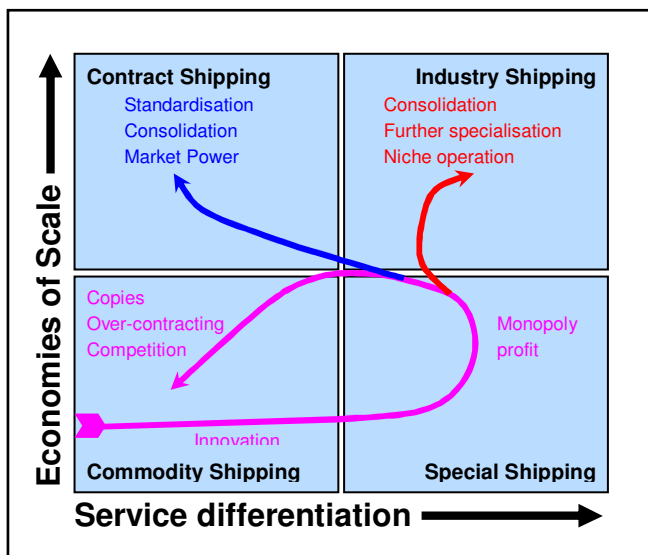 Economies of Scale
Contract Shipping
Standardisation
Consolidation
Market Power
Industry Shipping
Consolidation
Further specialisation
Niche operation
Copies
Over-contracting
Competition
Innovation
Commodity Shipping
Monopoly
profit
Special Shipping
Service differentiation